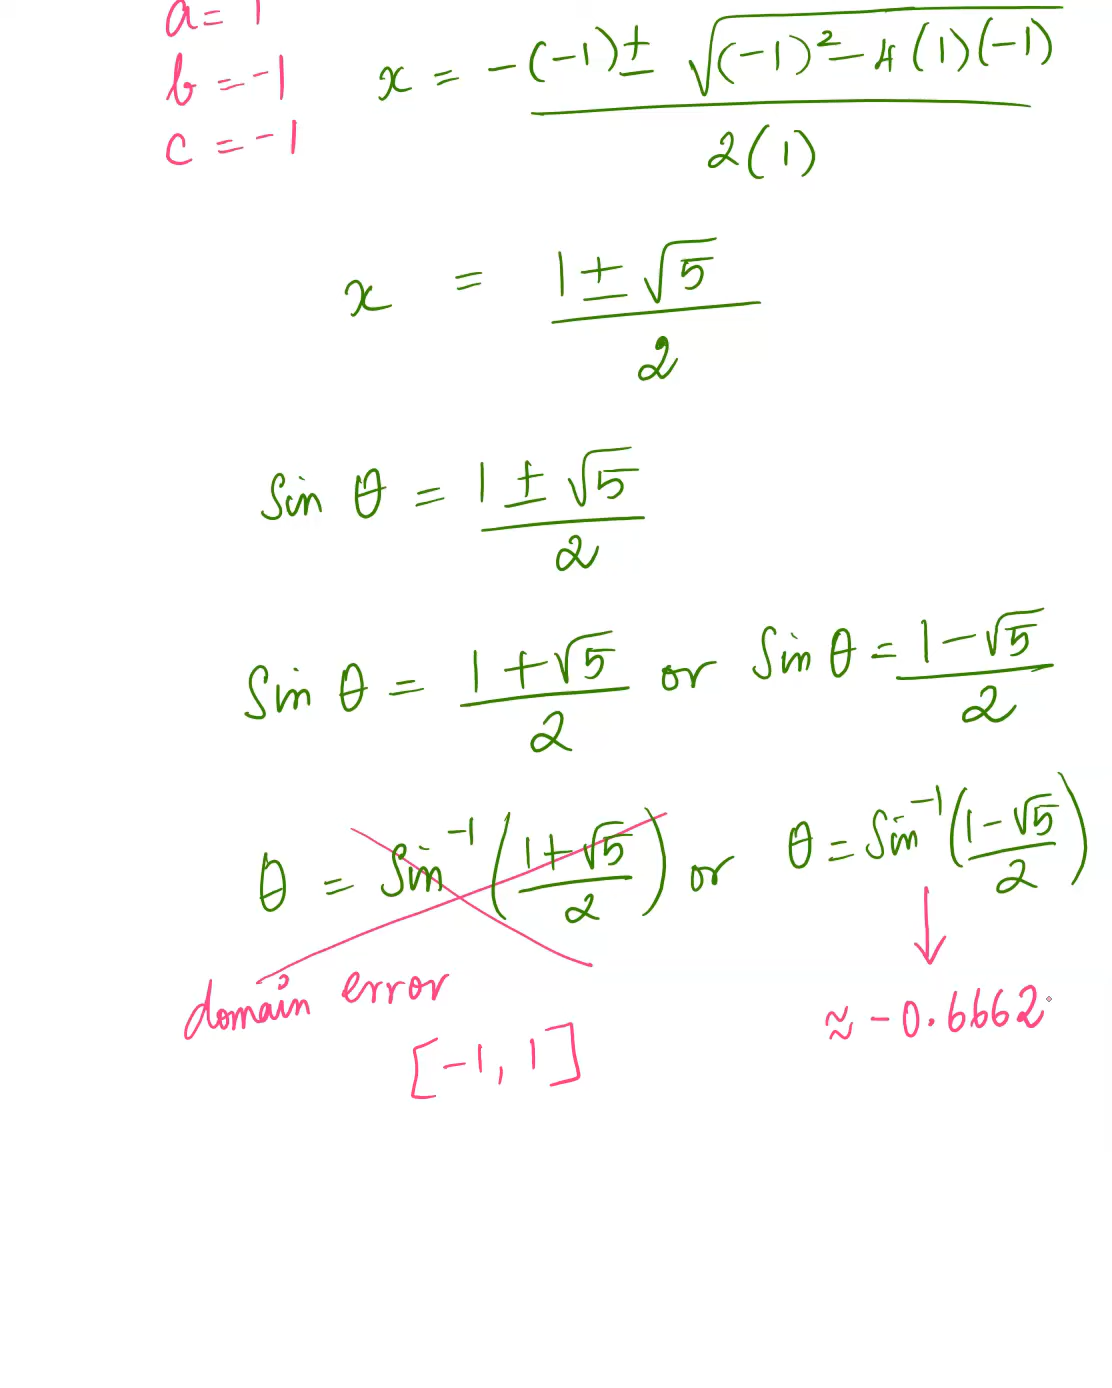 a = 1
b = -1
c = -1
x = -(-1) ± √((-1)² - 4(1)(-1)) / 2(1)
x = (1 ± √5) / 2
Sin θ = (1 ± √5) / 2
Sin θ = (1 + √5) / 2 or Sin θ = (1 - √5) / 2
θ = Sin⁻¹((1 + √5) / 2) or θ = Sin⁻¹((1 - √5) / 2)
domain error
[-1, 1]
≈ -0.6662